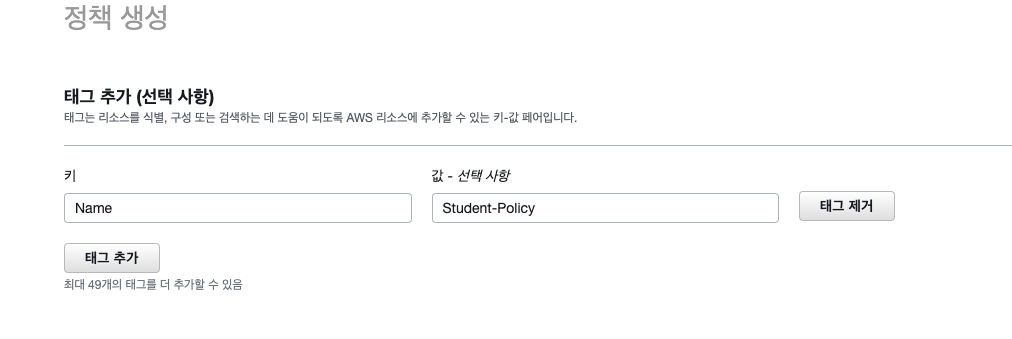 정책 생성
태그 추가 (선택 사항)
태그는 리소스를 식별, 구성 또는 검색하는 데 도움이 되도록 AWS 리소스에 추가할 수 있는 키-값 페어입니다.
키 값 - 선택 사항
Name Student-Policy 태그 제거
태그 추가
최대 49개의 태그를 더 추가할 수 있음